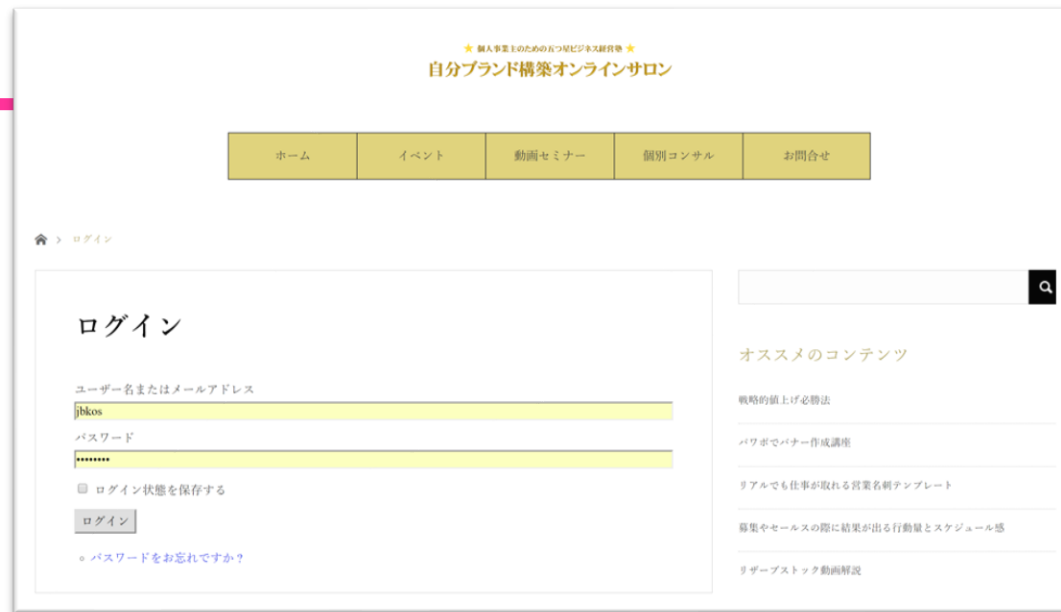 個人事業主のための五つ星ビジネス経営塾
自分ブランド構築オンラインサロン
ホーム
イベント
動画セミナー
個別コンサル
お問合せ
ログイン
ログイン
ユーザー名またはメールアドレス
jbkos
パスワード
••••••••
ログイン状態を保存する
ログイン
パスワードをお忘れですか？
オススメのコンテンツ
戦略的値上げ必勝法
パワポでバナー作成講座
リアルでも仕事が取れる営業名刺テンプレート
募集やセールスの際に結果が出る行動量とスケジュール感
リザーブストック動画解説